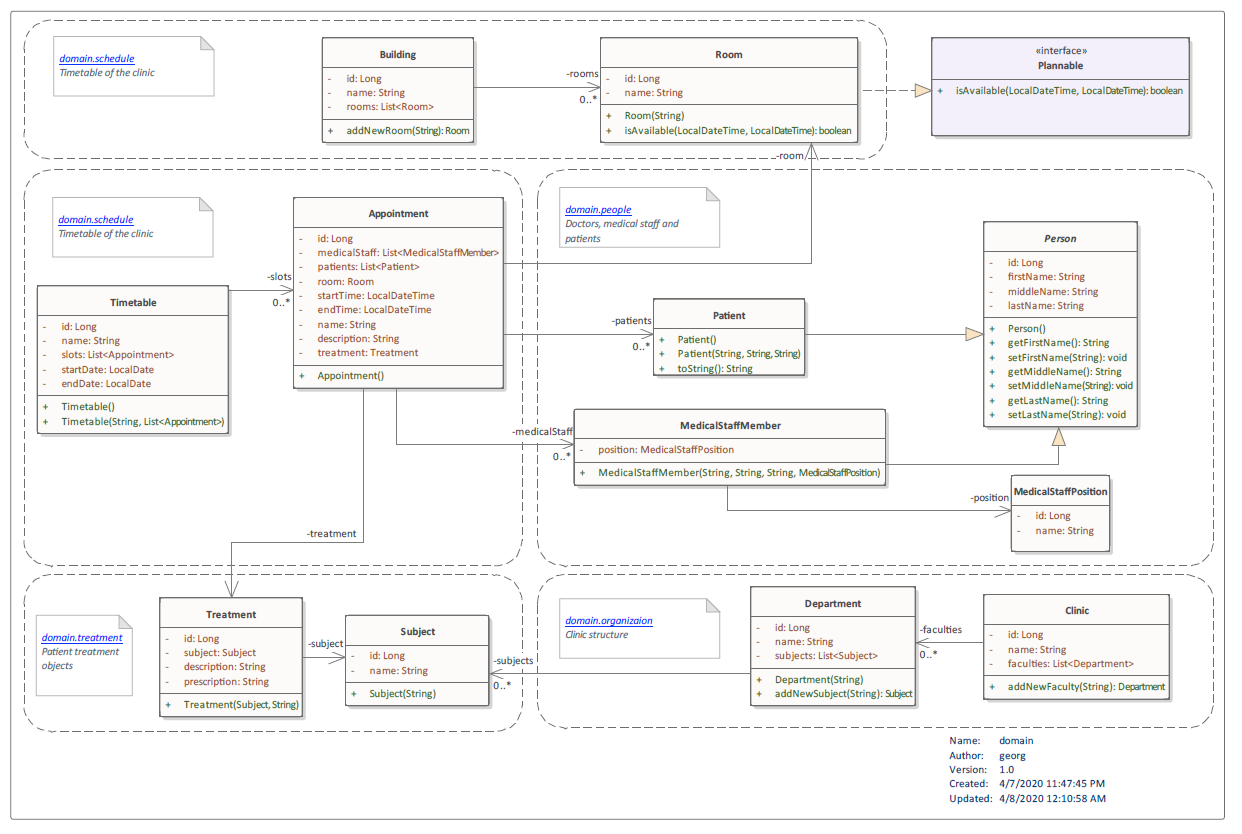 domain.schedule
Timetable of the clinic
Building
- id: Long
- name: String
- rooms: List<Room>
+ addNewRoom(String): Room
-rooms
0..*
Room
- id: Long
- name: String
+ Room(String)
+ isAvailable(LocalDateTime, LocalDateTime): boolean
«interface»
Plannable
+ isAvailable(LocalDateTime, LocalDateTime): boolean
-room
domain.schedule
Timetable of the clinic
Timetable
- id: Long
- name: String
- slots: List<Appointment>
- startDate: LocalDate
- endDate: LocalDate
+ Timetable()
+ Timetable(String, List<Appointment>)
-slots
0..*
Appointment
- id: Long
- medicalStaff: List<MedicalStaffMember>
- patients: List<Patient>
- room: Room
- startTime: LocalDateTime
- endTime: LocalDateTime
- name: String
- description: String
- treatment: Treatment
+ Appointment()
domain.people
Doctors, medical staff and
patients
-patients
0..*
Patient
+ Patient()
+ Patient(String, String, String)
+ toString(): String
Person
- id: Long
- firstName: String
- middleName: String
- lastName: String
+ Person()
+ getFirstName(): String
+ setFirstName(String): void
+ getMiddleName(): String
+ setMiddleName(String): void
+ getLastName(): String
+ setLastName(String): void
-medicalStaff
0..*
MedicalStaffMember
- position: MedicalStaffPosition
+ MedicalStaffMember(String, String, String, MedicalStaffPosition)
-position
MedicalStaffPosition
- id: Long
- name: String
-treatment
domain.treatment
Patient treatment
objects
Treatment
- id: Long
- subject: Subject
- description: String
- prescription: String
+ Treatment(Subject, String)
-subject
Subject
- id: Long
- name: String
+ Subject(String)
-subjects
0..*
domain.organizaion
Clinic structure
Department
- id: Long
- name: String
- subjects: List<Subject>
+ Department(String)
+ addNewSubject(String): Subject
-faculties
0..*
Clinic
- id: Long
- name: String
- faculties: List<Department>
+ addNewFaculty(String): Department
Name: domain
Author: georg
Version: 1.0
Created: 4/7/2020 11:47:45 PM
Updated: 4/8/2020 12:10:58 AM